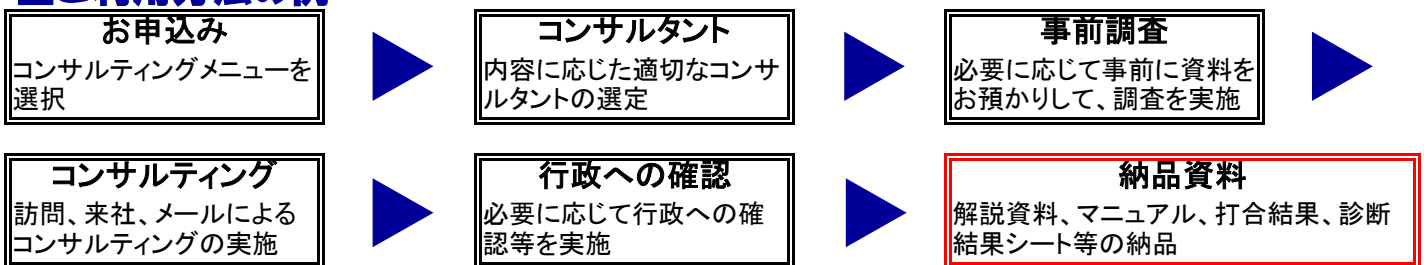 お申込み
コンサルティングメニューを
選択
コンサルタント
内容に応じた適切なコンサ
ルタントの選定
事前調査
必要に応じて事前に資料を
お預かりして、調査を実施
コンサルティング
訪問、来社、メールによる
コンサルティングの実施
行政への確認
必要に応じて行政への確
認等を実施
納品資料
解説資料、マニュアル、打合結果、診断
結果シート等の納品